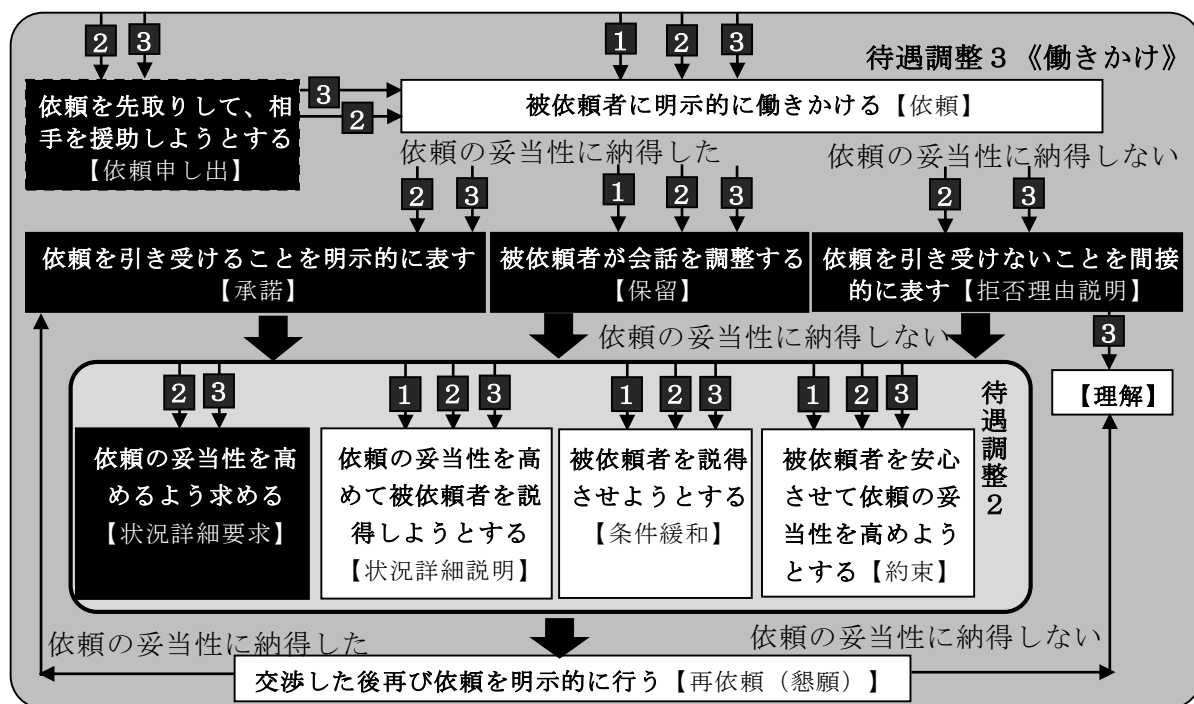 2 3
1 2 3
待遇調整3《働きかけ》
依頼を先取りして、相
手を援助しようとする
【依頼申し出】
3
2
被依頼者に明示的に働きかける【依頼】
依頼の妥当性に納得した
依頼の妥当性に納得しない
2 3
1 2 3
2 3
依頼を引き受けることを明示的に表す
【承諾】
被依頼者が会話を調整する
【保留】
依頼を引き受けないことを間接
的に表す【拒否理由説明】
依頼の妥当性に納得しない
3
【理解】
待遇調整2
2 3
1 2 3
1 2 3
1 2 3
依頼の妥当性を高
めるよう求める
【状況詳細要求】
依頼の妥当性を高
めて被依頼者を説
得しようとする
【状況詳細説明】
被依頼者を説得
させようとする
【条件緩和】
被依頼者を安心
させて依頼の妥
当性を高めよう
とする【約束】
依頼の妥当性に納得した
依頼の妥当性に納得しない
交渉した後再び依頼を明示的に行う【再依頼（懇願）】